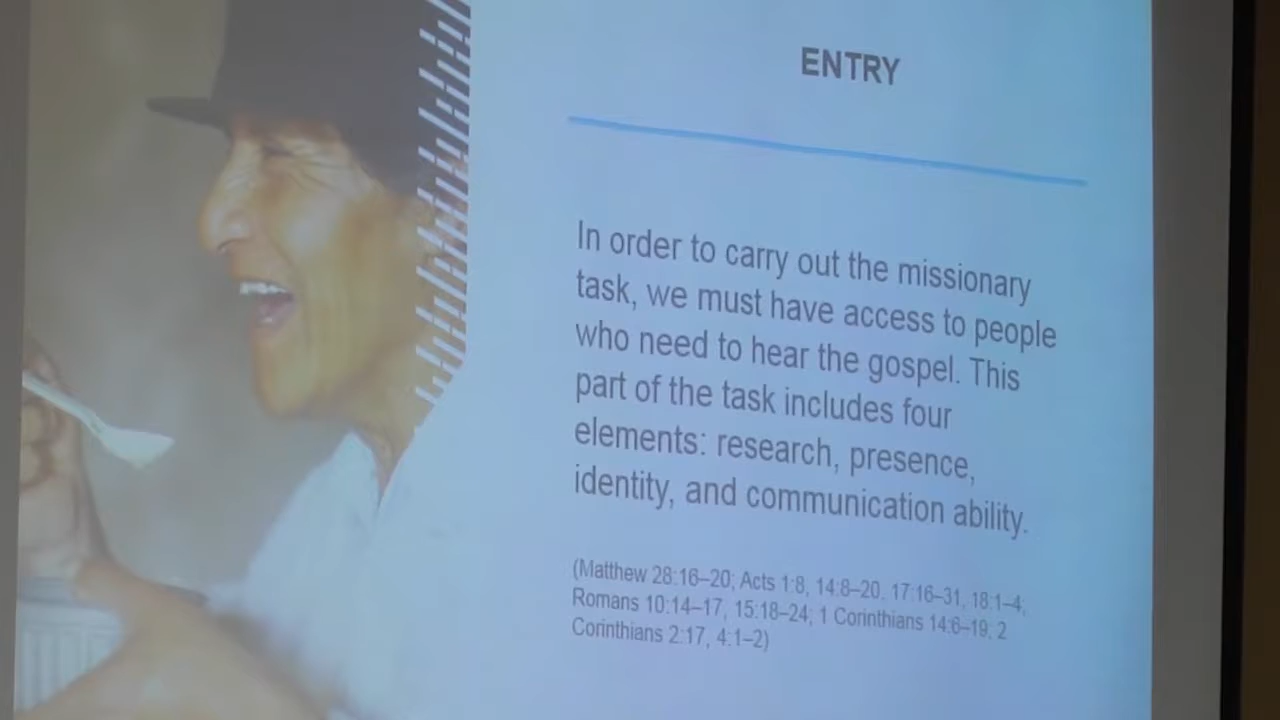 ENTRY
In order to carry out the missionary
task, we must have access to people
who need to hear the gospel. This
part of the task includes four
elements: research, presence,
identity, and communication ability.
(Matthew 28:16–20; Acts 1:8, 14:8–20, 17:16–31, 18:1–4;
Romans 10:14–17, 15:18–24; 1 Corinthians 14:6–19; 2
Corinthians 2:17, 4:1–2)